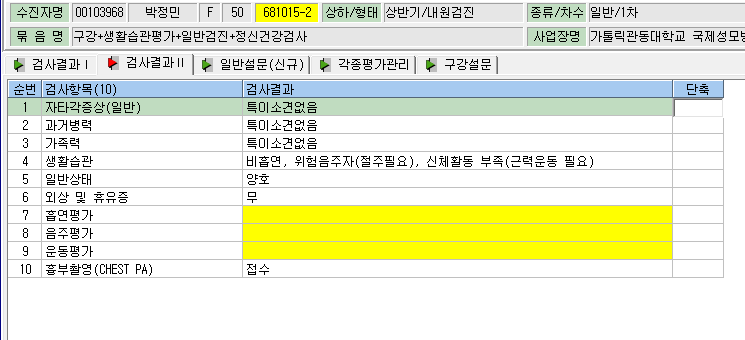 수진자명 00103968 박정민 F 50 681015-2 상하/형태 상반기/내원검진 종류/차수 일반/1차
묶 음 명 구강+생활습관평가+일반검진+정신건강검사 사업장명 가톨릭관동대학교 국제성모병
검사결과 I 검사결과 II 일반설문(신규) 각종평가관리 구강설문
순번 검사항목(10) 검사결과 단축
1 자타각증상(일반) 특이소견없음
2 과거병력 특이소견없음
3 가족력 특이소견없음
4 생활습관 비흡연, 위험음주자(절주필요), 신체활동 부족(근력운동 필요)
5 일반상태 양호
6 외상 및 휴유증 무
7 흡연평가
8 음주평가
9 운동평가
10 흉부촬영(CHEST PA) 접수